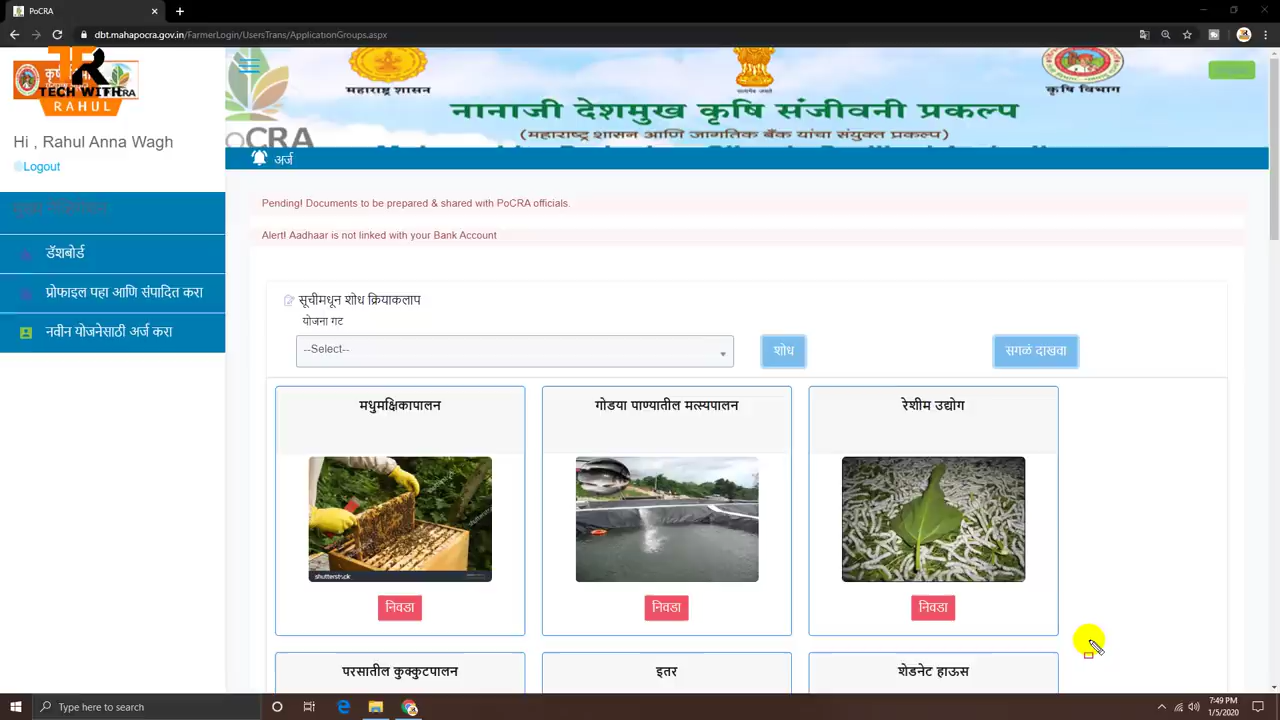 PoCRA
dbt.mahapocra.gov.in/FarmerLogin/UsersTrans/ApplicationGroups.aspx
TECH WITH
RAHUL
Hi , Rahul Anna Wagh
Logout
डॅशबोर्ड
प्रोफाइल पहा आणि संपादित करा
नवीन योजनेसाठी अर्ज करा
महाराष्ट्र शासन
कृषि विभाग
नानाजी देशमुख कृषि संजीवनी प्रकल्प
(महाराष्ट्र शासन आणि जागतिक बँक यांचा संयुक्त प्रकल्प)
PoCRA
अर्ज
Pending! Documents to be prepared & shared with PoCRA officials.
Alert! Aadhaar is not linked with your Bank Account
सूचीमधून शोध क्रियाकलाप
योजना गट
--Select--
शोध
सगळं दाखवा
मधुमक्षिकापालन
गोडया पाण्यातील मत्स्यपालन
रेशीम उद्योग
shutterstock
निवडा
निवडा
निवडा
परसातील कुक्कुटपालन
इतर
शेडनेट हाऊस
Type here to search
7:49 PM
1/5/2020